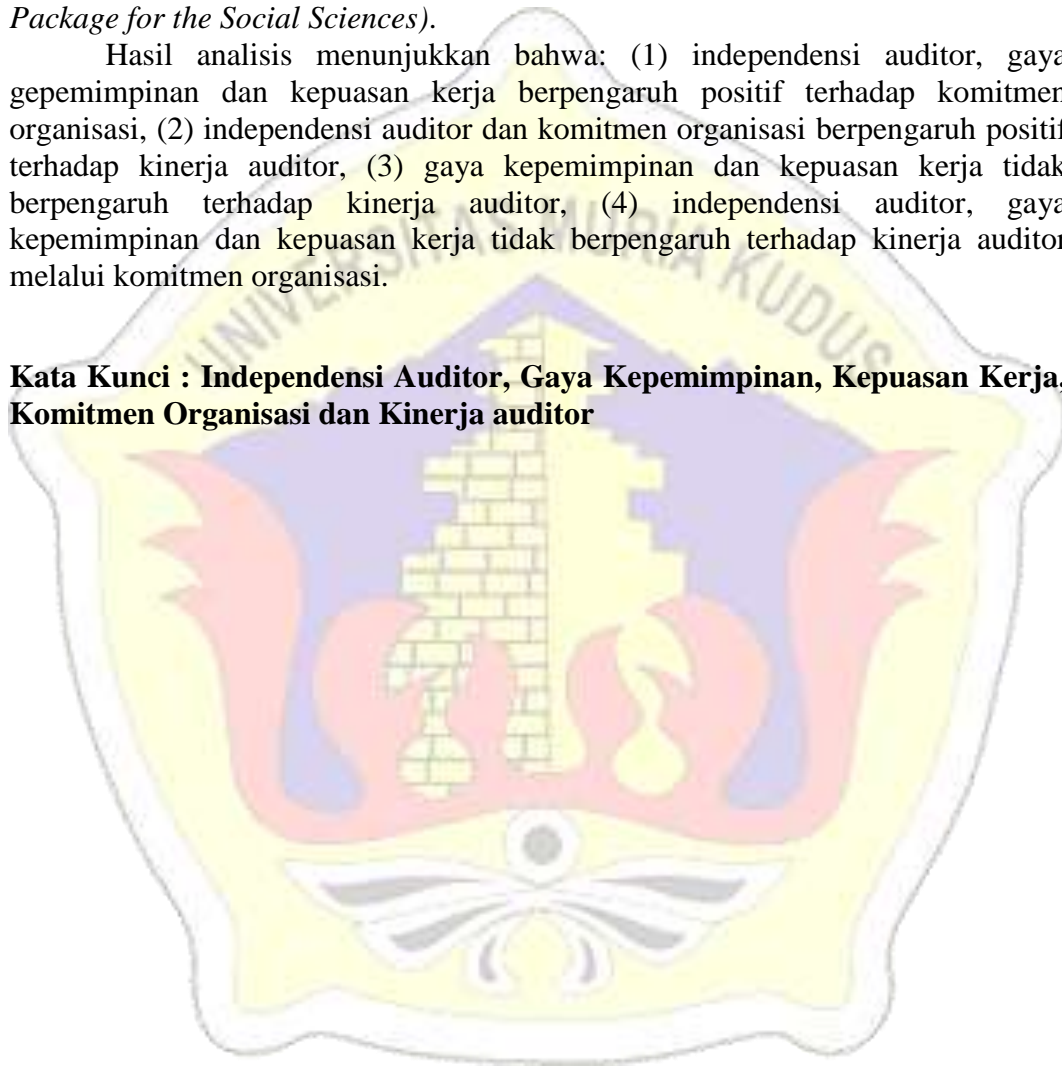 Package for the Social Sciences).
Hasil analisis menunjukkan bahwa: (1) independensi auditor, gaya
gepemimpinan dan kepuasan kerja berpengaruh positif terhadap komitmen
organisasi, (2) independensi auditor dan komitmen organisasi berpengaruh positif
terhadap kinerja auditor, (3) gaya kepemimpinan dan kepuasan kerja tidak
berpengaruh terhadap kinerja auditor, (4) independensi auditor, gaya
kepemimpinan dan kepuasan kerja tidak berpengaruh terhadap kinerja auditor
melalui komitmen organisasi.
UNIVERSITAS MURIA KUDUS
Kata Kunci : Independensi Auditor, Gaya Kepemimpinan, Kepuasan Kerja,
Komitmen Organisasi dan Kinerja auditor